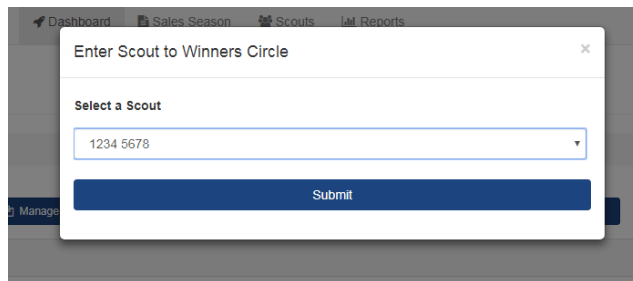 Dashboard Sales Season Scouts Reports
Enter Scout to Winners Circle ×
Select a Scout
1234 5678
Submit
Manage